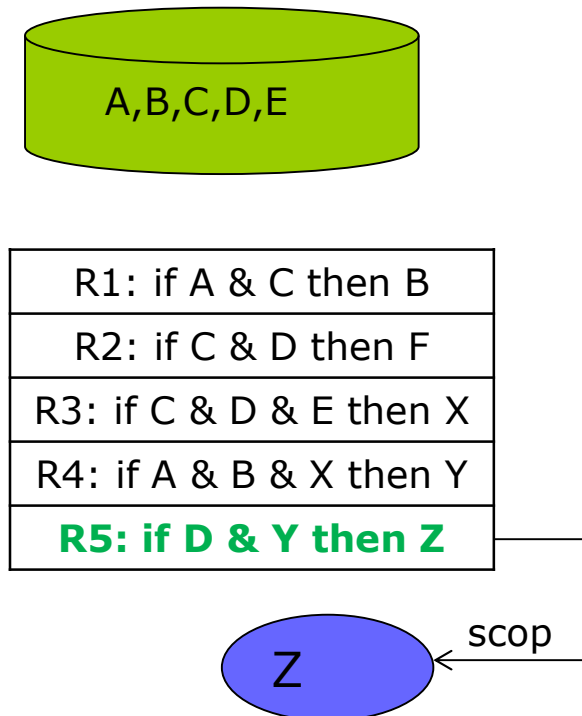 A,B,C,D,E
R1: if A & C then B
R2: if C & D then F
R3: if C & D & E then X
R4: if A & B & X then Y
R5: if D & Y then Z
scop
Z